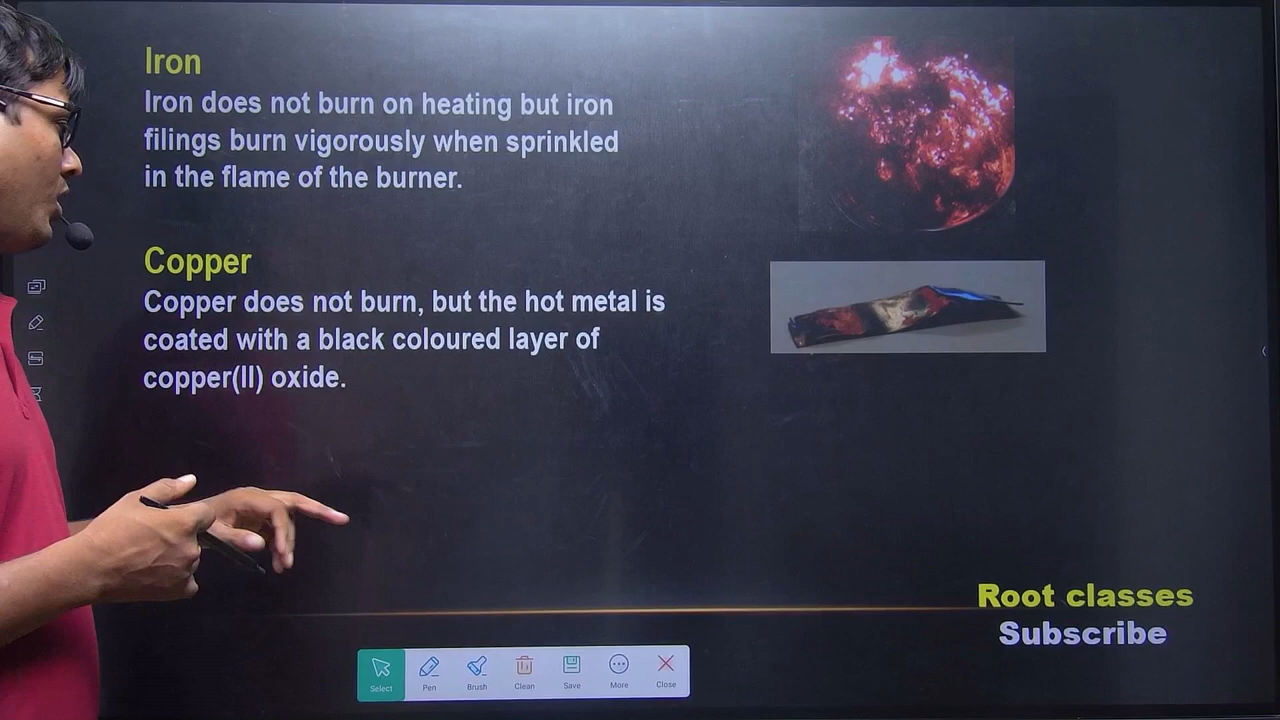 Iron
Iron does not burn on heating but iron
filings burn vigorously when sprinkled
in the flame of the burner.
Copper
Copper does not burn, but the hot metal is
coated with a black coloured layer of
copper(II) oxide.
Root classes
Subscribe
Select Pen Brush Clean Save More Close